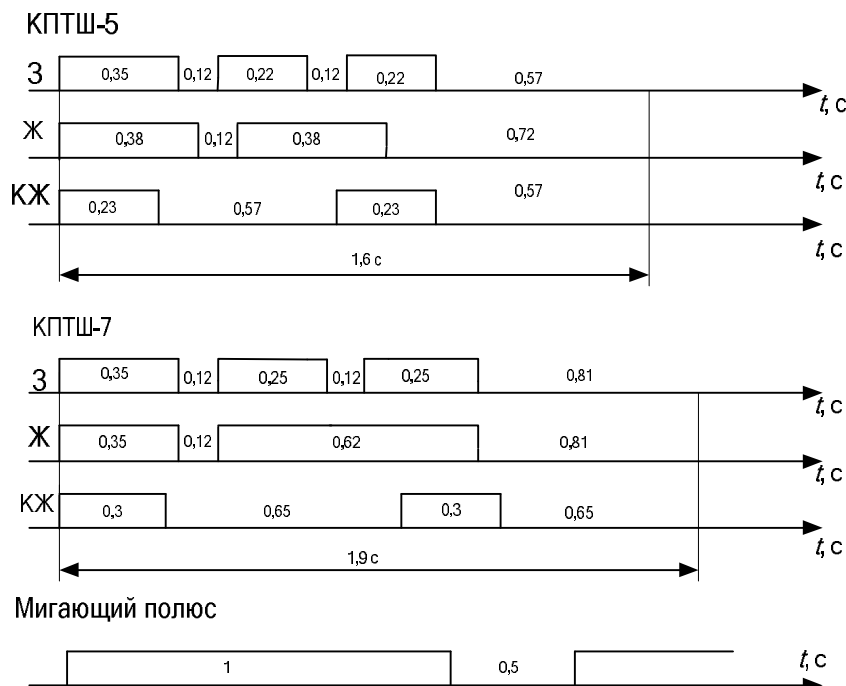 КПТШ-5
З 0,35 0,12 0,22 0,12 0,22 0,57
t, с
Ж 0,38 0,12 0,38 0,72
t, с
КЖ 0,23 0,57 0,23 0,57
t, с
1,6 с
КПТШ-7
З 0,35 0,12 0,25 0,12 0,25 0,81
t, с
Ж 0,35 0,12 0,62 0,81
t, с
КЖ 0,3 0,65 0,3 0,65
t, с
1,9 с
Мигающий полюс
1 0,5 t, с